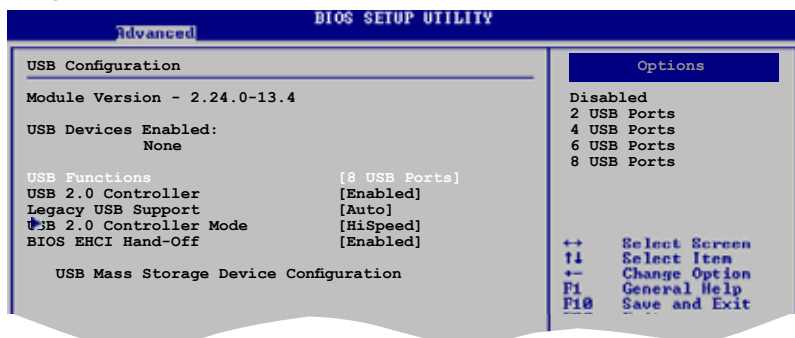 BIOS SETUP UTILITY
Advanced
USB Configuration
Module Version - 2.24.0-13.4
USB Devices Enabled:
None
USB Functions [8 USB Ports]
USB 2.0 Controller [Enabled]
Legacy USB Support [Auto]
USB 2.0 Controller Mode [HiSpeed]
BIOS EHCI Hand-Off [Enabled]
USB Mass Storage Device Configuration
Options
Disabled
2 USB Ports
4 USB Ports
6 USB Ports
8 USB Ports
↔ Select Screen
↑↓ Select Item
+- Change Option
F1 General Help
F10 Save and Exit